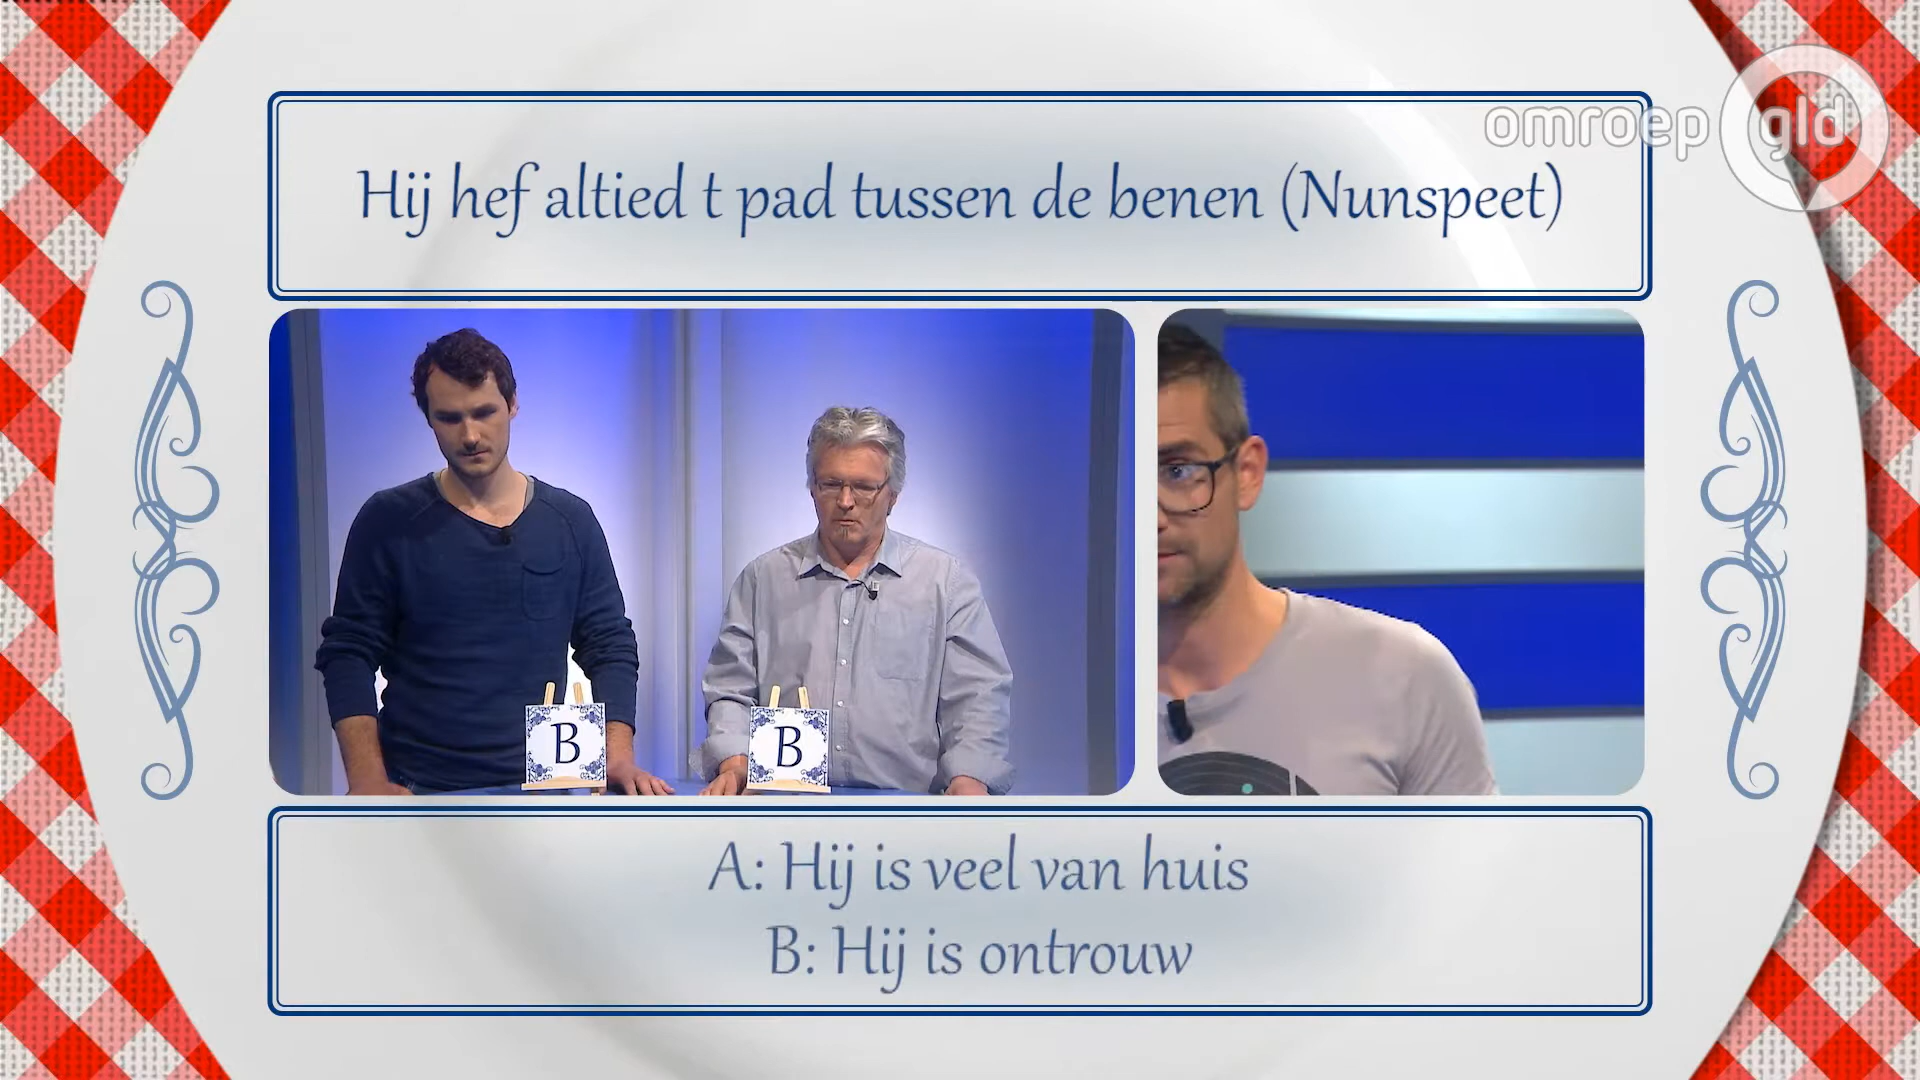 omroep gld
Hij hef altied t pad tussen de benen (Nunspeet)
B
B
A: Hij is veel van huis
B: Hij is ontrouw